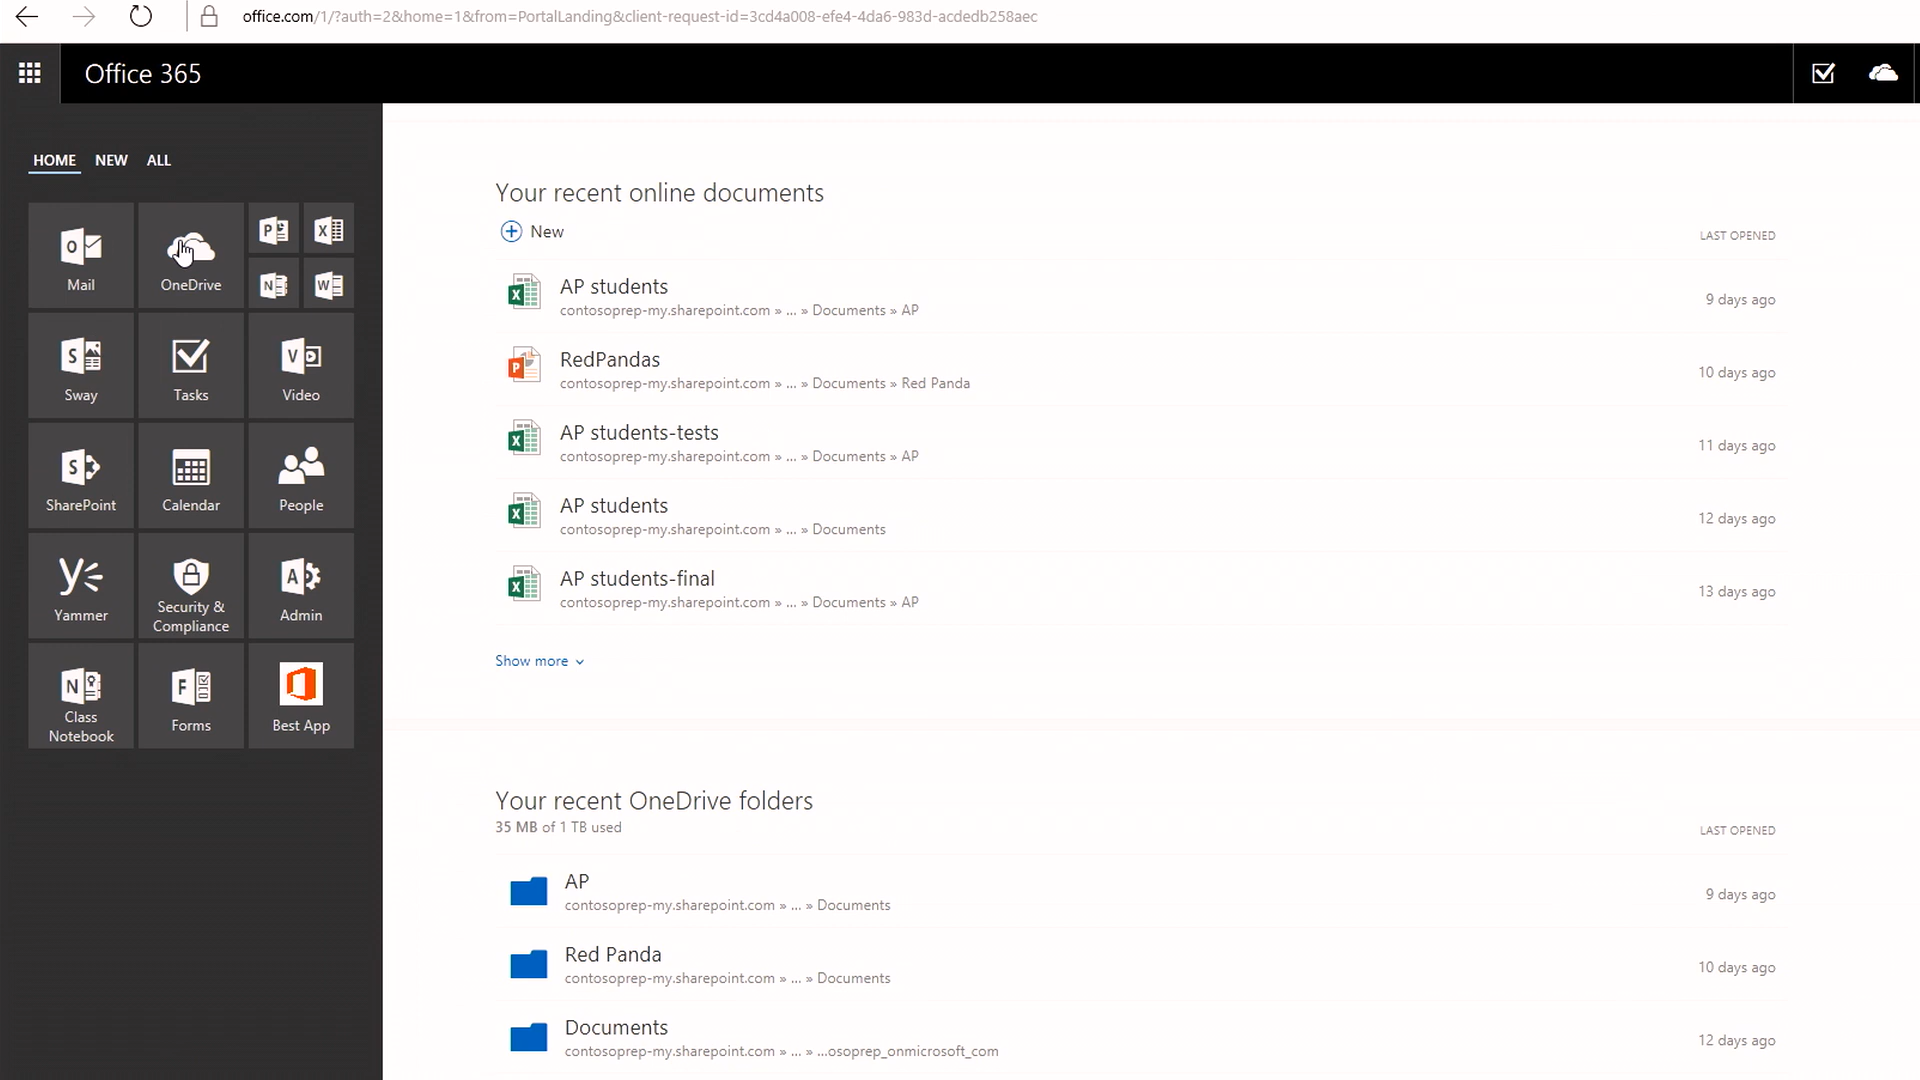 office.com/1/?auth=2&home=1&from=PortalLanding&client-request-id=3cd4a008-efe4-4da6-983d-acdedb258aec
Office 365
HOME NEW ALL
Mail
OneDrive
P
X
N
W
Sway
Tasks
Video
SharePoint
Calendar
People
Yammer
Security & Compliance
Admin
Class Notebook
Forms
Best App
Your recent online documents
New
LAST OPENED
AP students
contosoprep-my.sharepoint.com » ... » Documents » AP
9 days ago
RedPandas
contosoprep-my.sharepoint.com » ... » Documents » Red Panda
10 days ago
AP students-tests
contosoprep-my.sharepoint.com » ... » Documents » AP
11 days ago
AP students
contosoprep-my.sharepoint.com » ... » Documents
12 days ago
AP students-final
contosoprep-my.sharepoint.com » ... » Documents » AP
13 days ago
Show more
Your recent OneDrive folders
35 MB of 1 TB used
LAST OPENED
AP
contosoprep-my.sharepoint.com » ... » Documents
9 days ago
Red Panda
contosoprep-my.sharepoint.com » ... » Documents
10 days ago
Documents
contosoprep-my.sharepoint.com » ... » ...osoprep_onmicrosoft_com
12 days ago